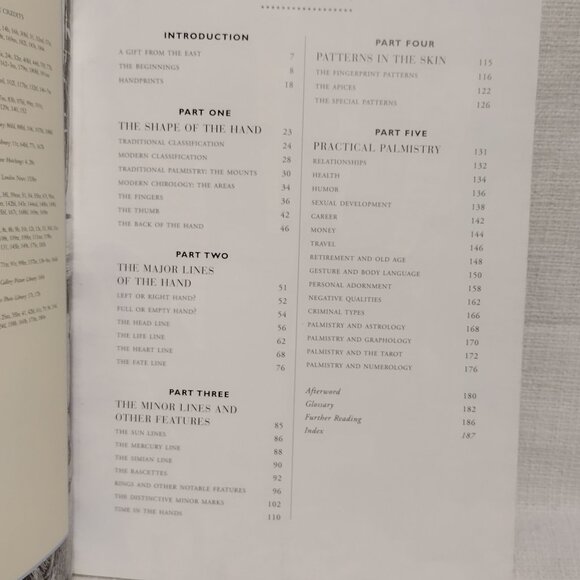 CREDITS
INTRODUCTION
A GIFT FROM THE EAST 7
THE BEGINNINGS 8
HANDPRINTS 18
PART ONE
THE SHAPE OF THE HAND 23
TRADITIONAL CLASSIFICATION 24
MODERN CLASSIFICATION 28
TRADITIONAL PALMISTRY: THE MOUNTS 30
MODERN CHIROLOGY: THE AREAS 34
THE FINGERS 36
THE THUMB 42
THE BACK OF THE HAND 46
PART TWO
THE MAJOR LINES
OF THE HAND 51
LEFT OR RIGHT HAND? 52
FULL OR EMPTY HAND? 54
THE HEAD LINE 56
THE LIFE LINE 62
THE HEART LINE 68
THE FATE LINE 76
PART THREE
THE MINOR LINES AND
OTHER FEATURES 85
THE SUN LINES 86
THE MERCURY LINE 88
THE SIMIAN LINE 90
THE RASCETTES 92
RINGS AND OTHER NOTABLE FEATURES 96
THE DISTINCTIVE MINOR MARKS 102
TIME IN THE HANDS 110
PART FOUR
PATTERNS IN THE SKIN 115
THE FINGERPRINT PATTERNS 116
THE APICES 122
THE SPECIAL PATTERNS 126
PART FIVE
PRACTICAL PALMISTRY 131
RELATIONSHIPS 132
HEALTH 134
HUMOR 136
SEXUAL DEVELOPMENT 138
CAREER 142
MONEY 144
TRAVEL 146
RETIREMENT AND OLD AGE 148
GESTURE AND BODY LANGUAGE 150
PERSONAL ADORNMENT 158
NEGATIVE QUALITIES 162
CRIMINAL TYPES 166
PALMISTRY AND ASTROLOGY 168
PALMISTRY AND GRAPHOLOGY 170
PALMISTRY AND THE TAROT 172
PALMISTRY AND NUMEROLOGY 176
Afterword 180
Glossary 182
Further Reading 186
Index 187